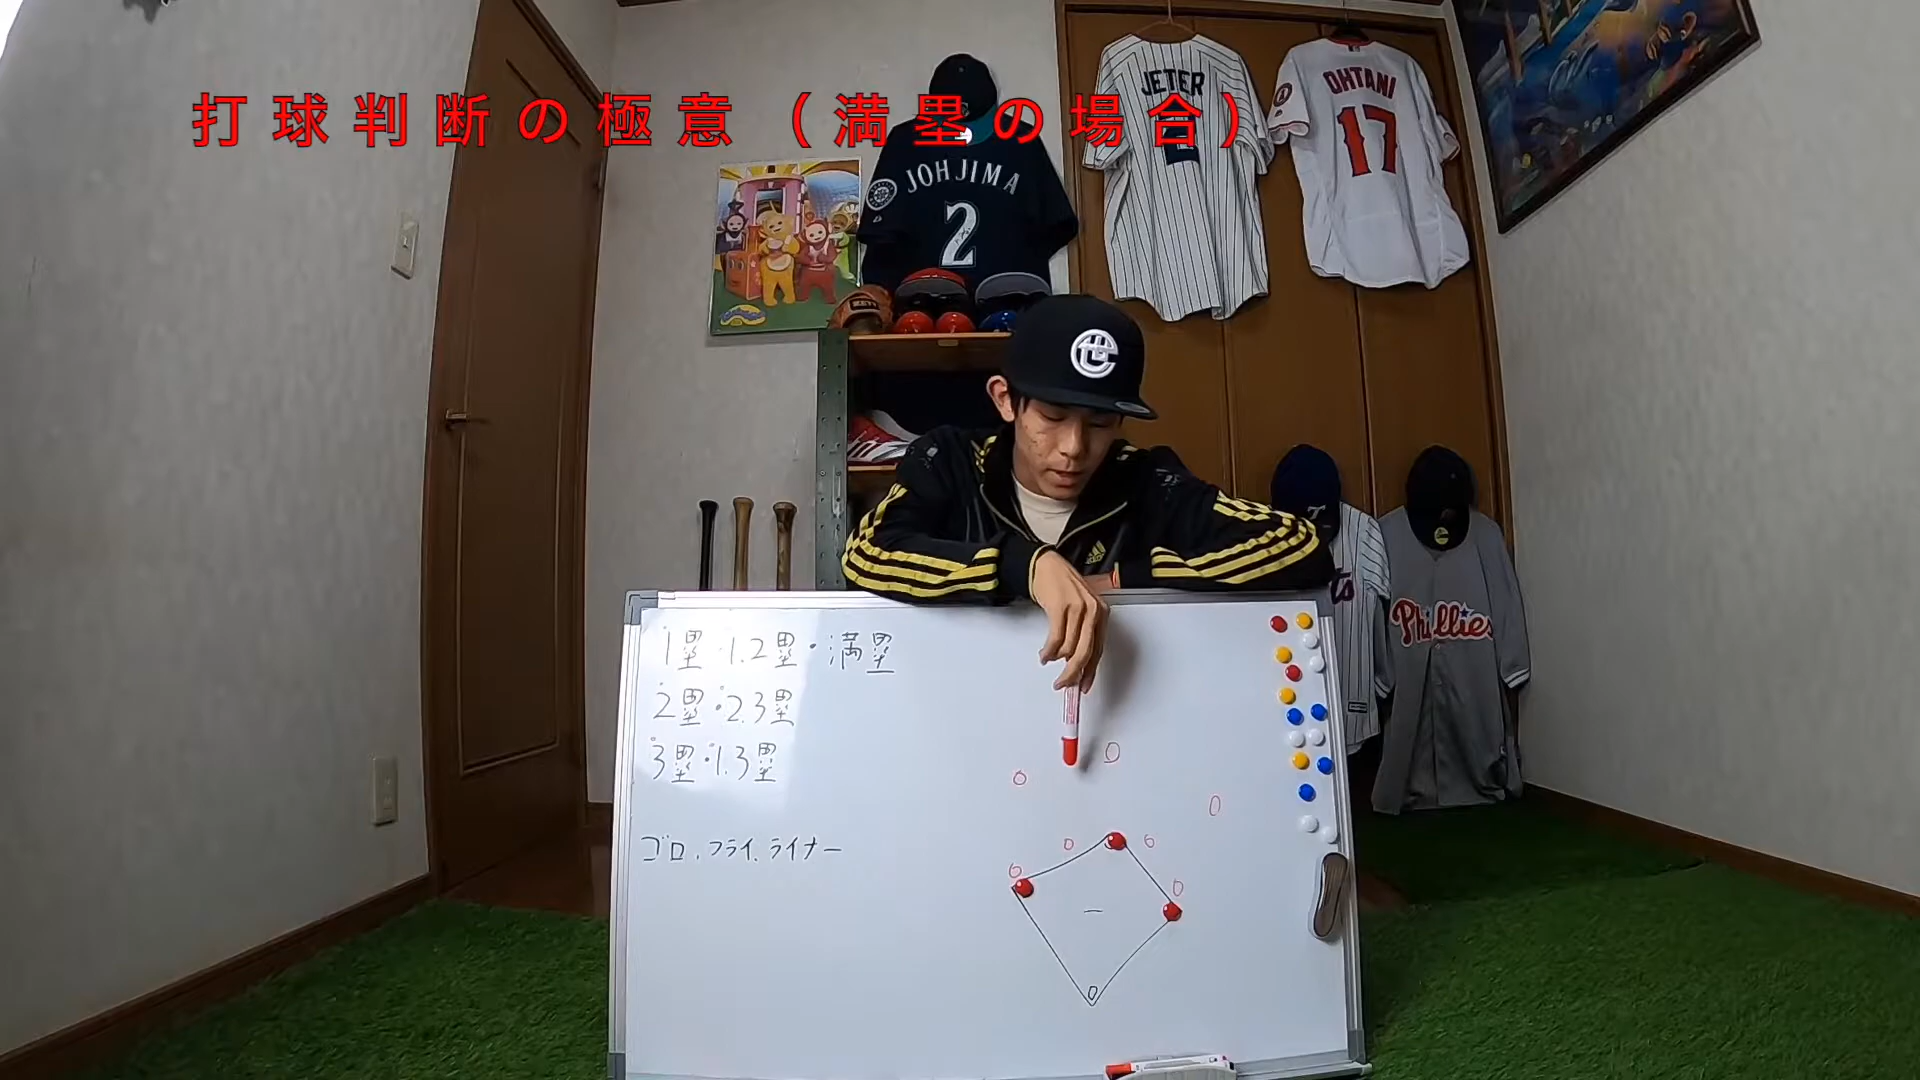 打球判断の極意（満塁の場合）
JETER
2
OHTANI
17
JOHJIMA
2
Phillies
1塁・1.2塁・満塁
2塁・2.3塁
3塁・1.3塁
ゴロ、フライ、ライナー